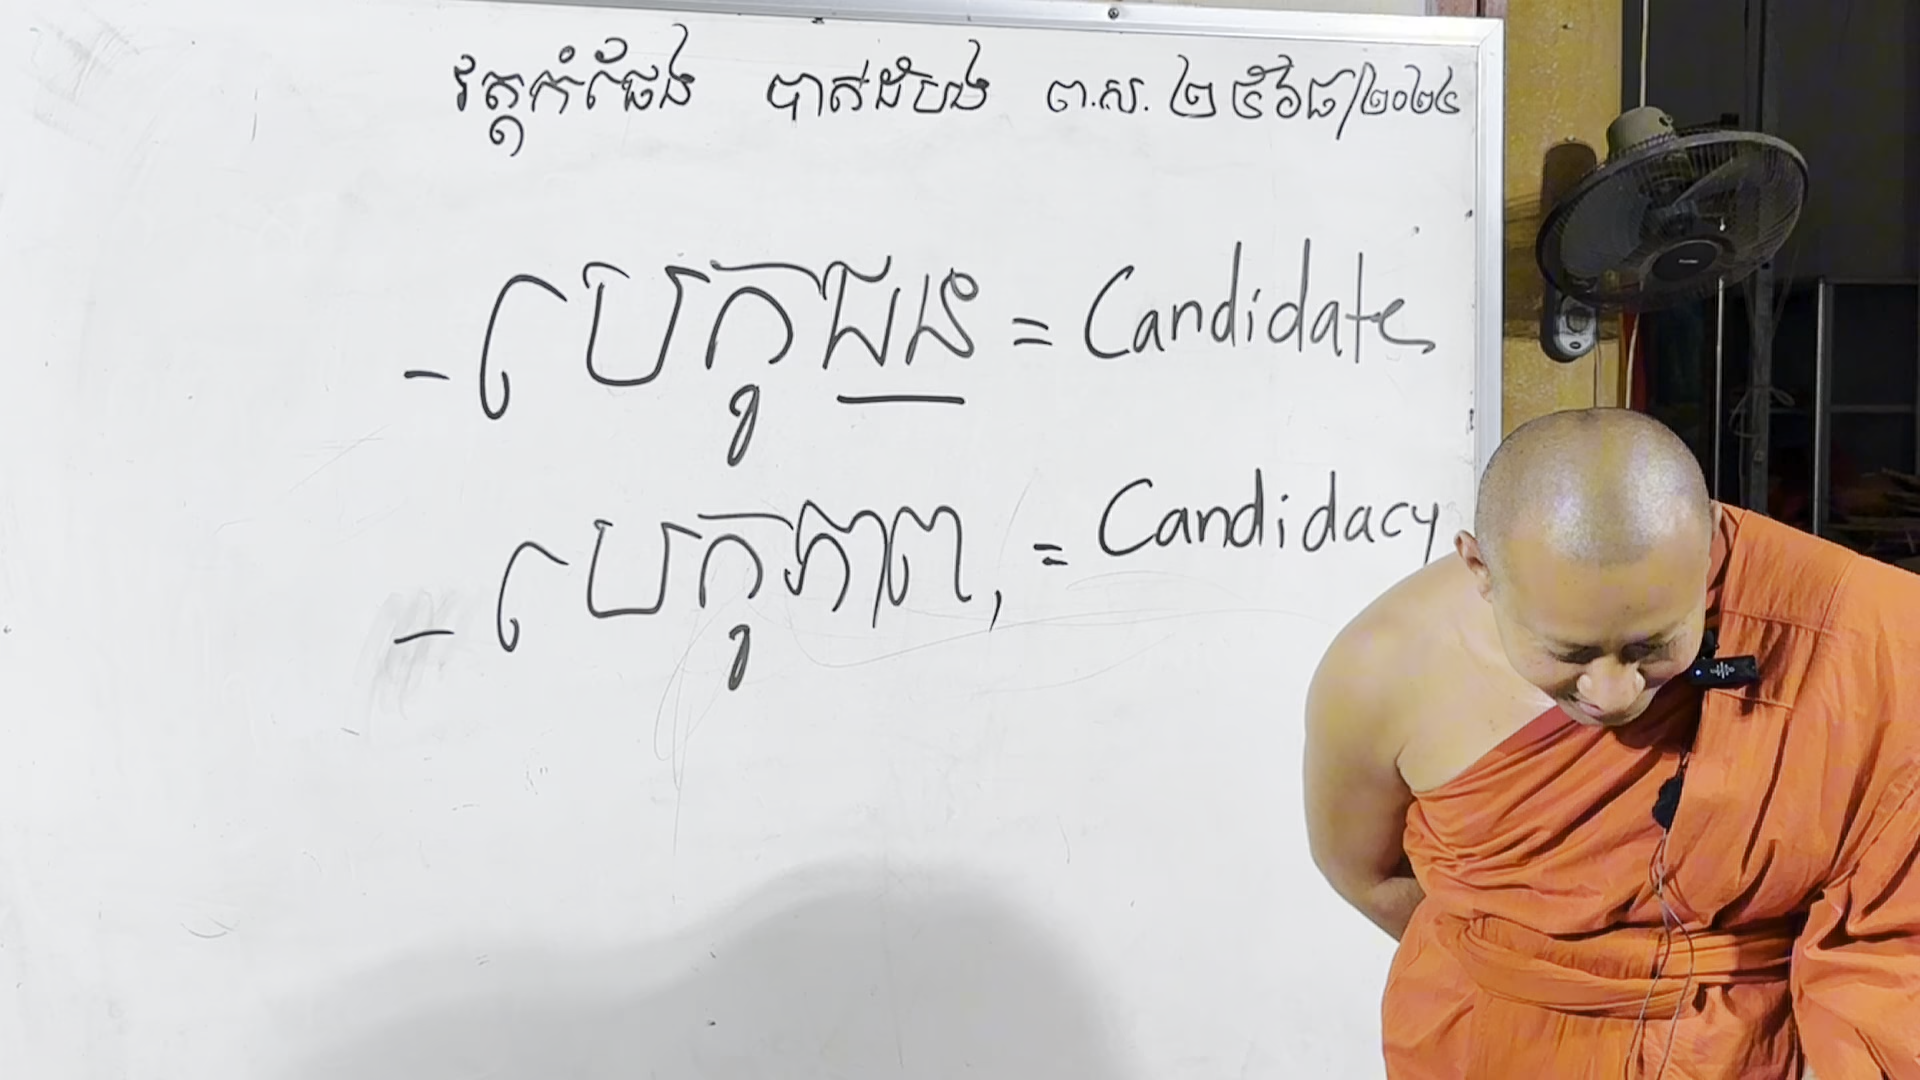 វត្តកំផែង បាត់ដំបង ព.ស. ២៥៦៨/២០២៤
- បេក្ខជន = Candidate
- បេក្ខភាព, = Candidacy